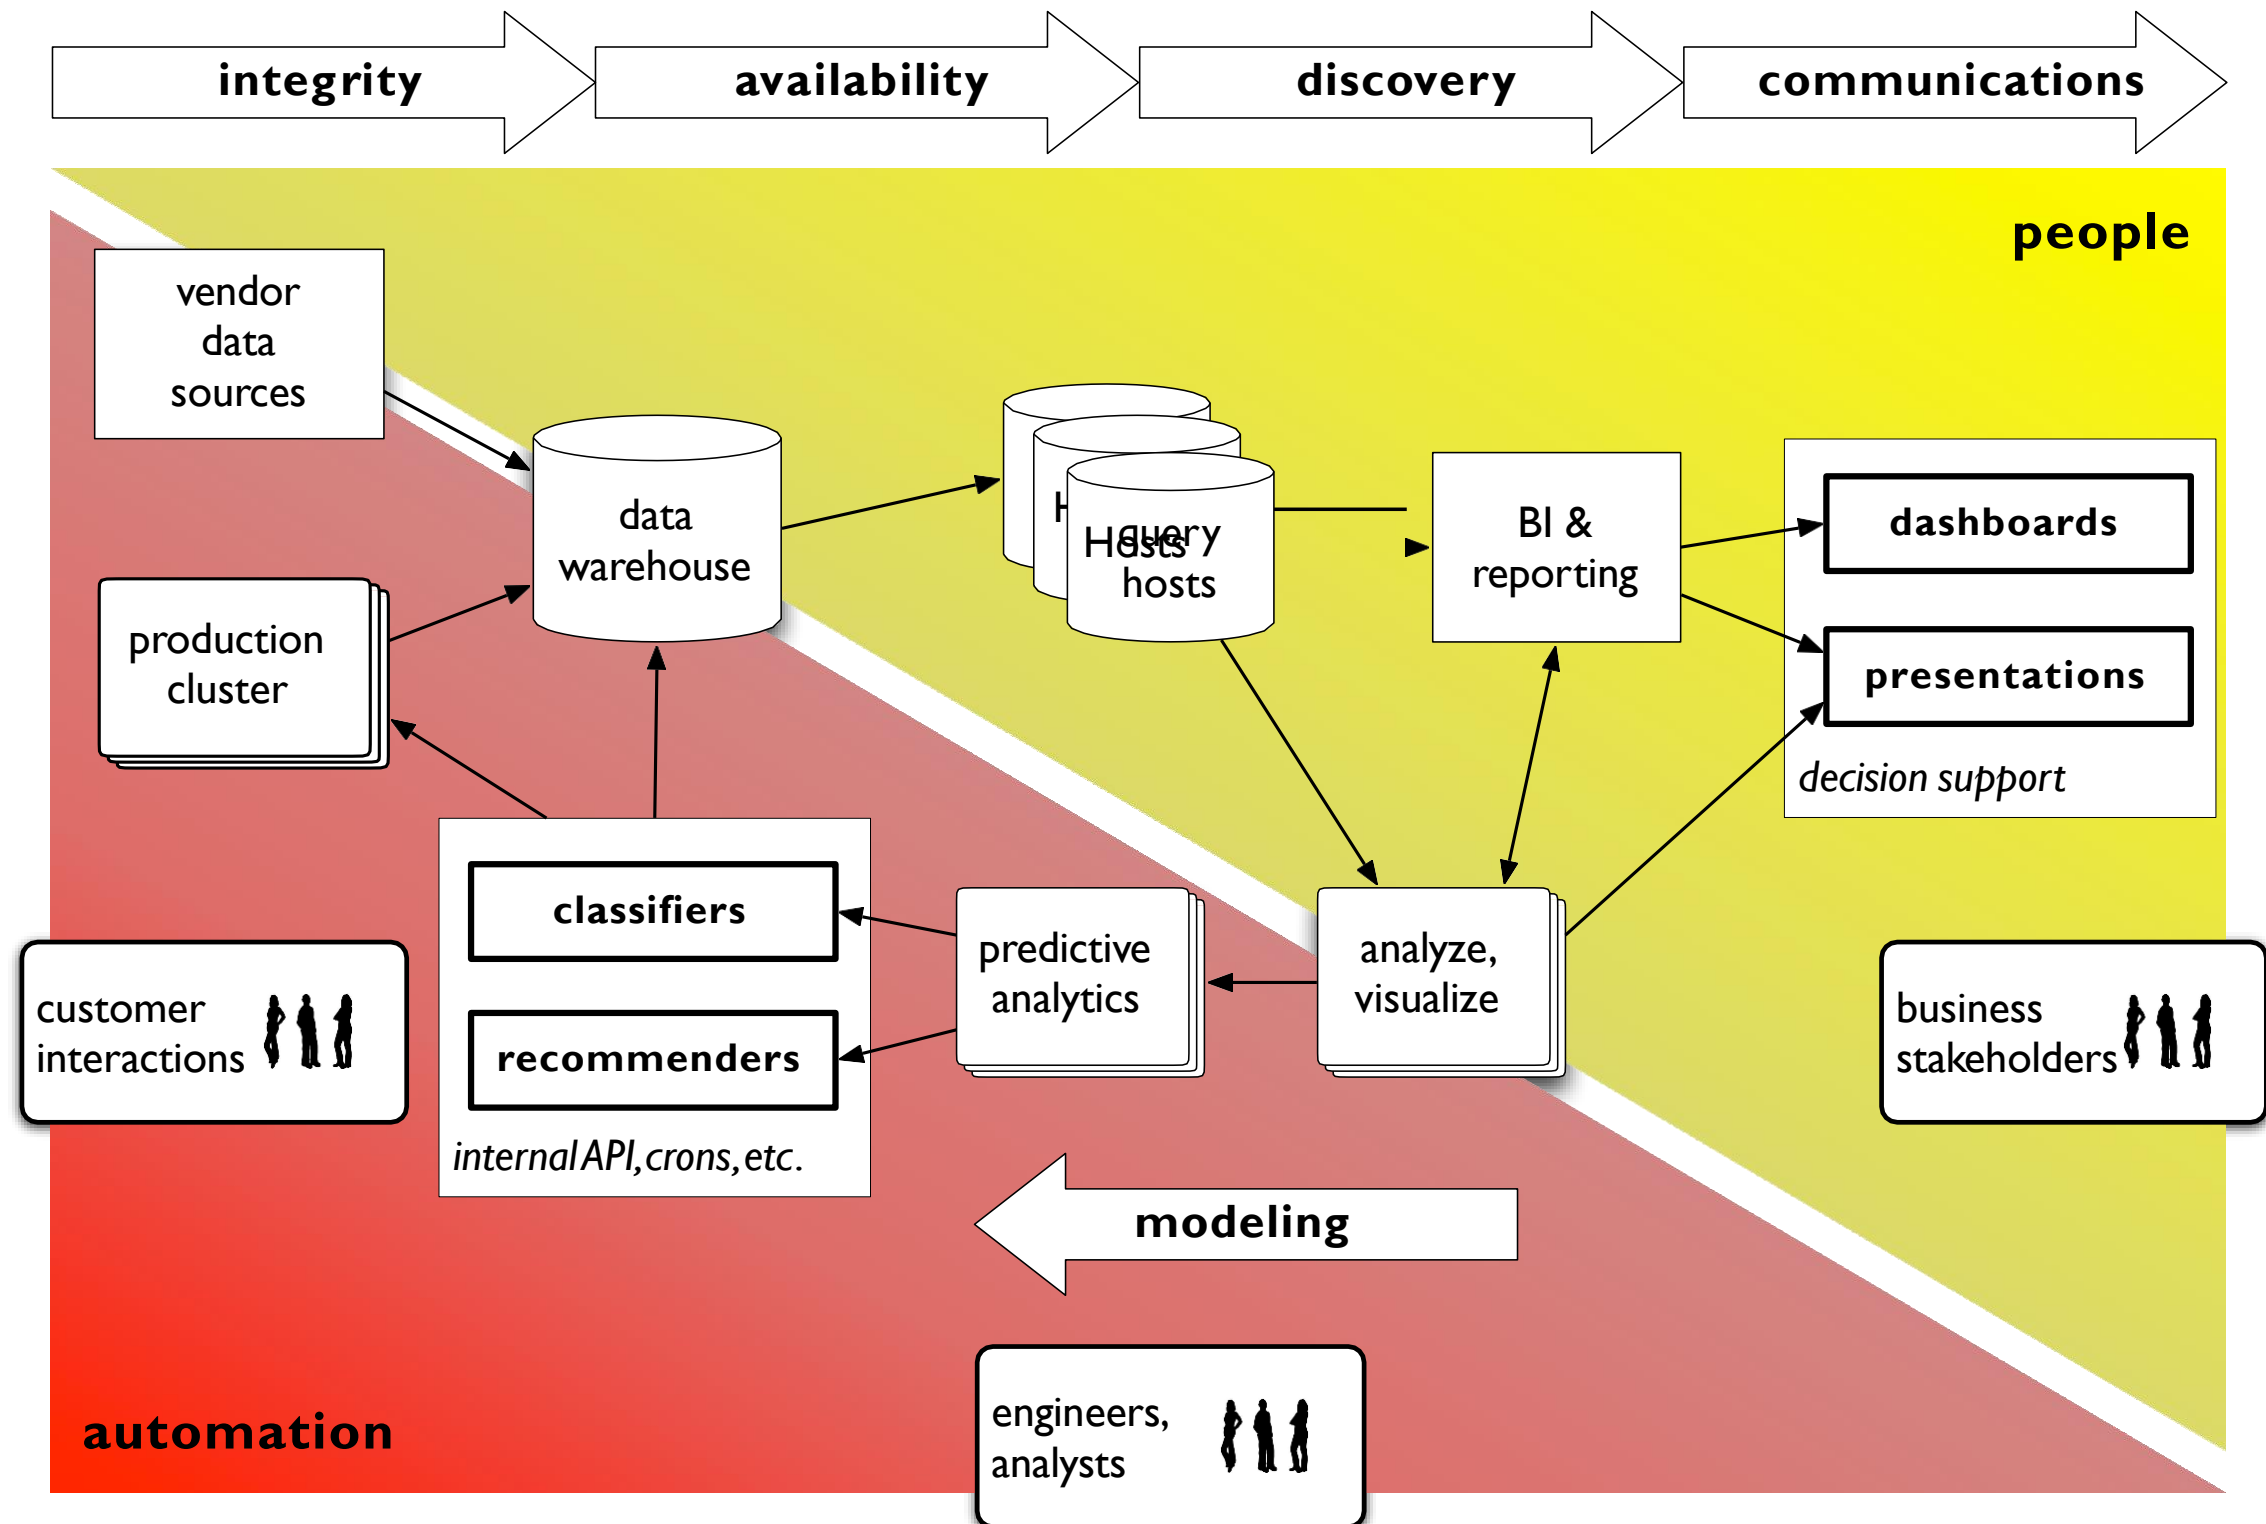 integrity
availability
discovery
communications
people
vendor
data
sources
data
warehouse
Hosts
query
hosts
BI &
reporting
dashboards
presentations
decision support
production
cluster
classifiers
recommenders
internal API, crons, etc.
predictive
analytics
analyze,
visualize
customer
interactions
business
stakeholders
modeling
engineers,
analysts
automation